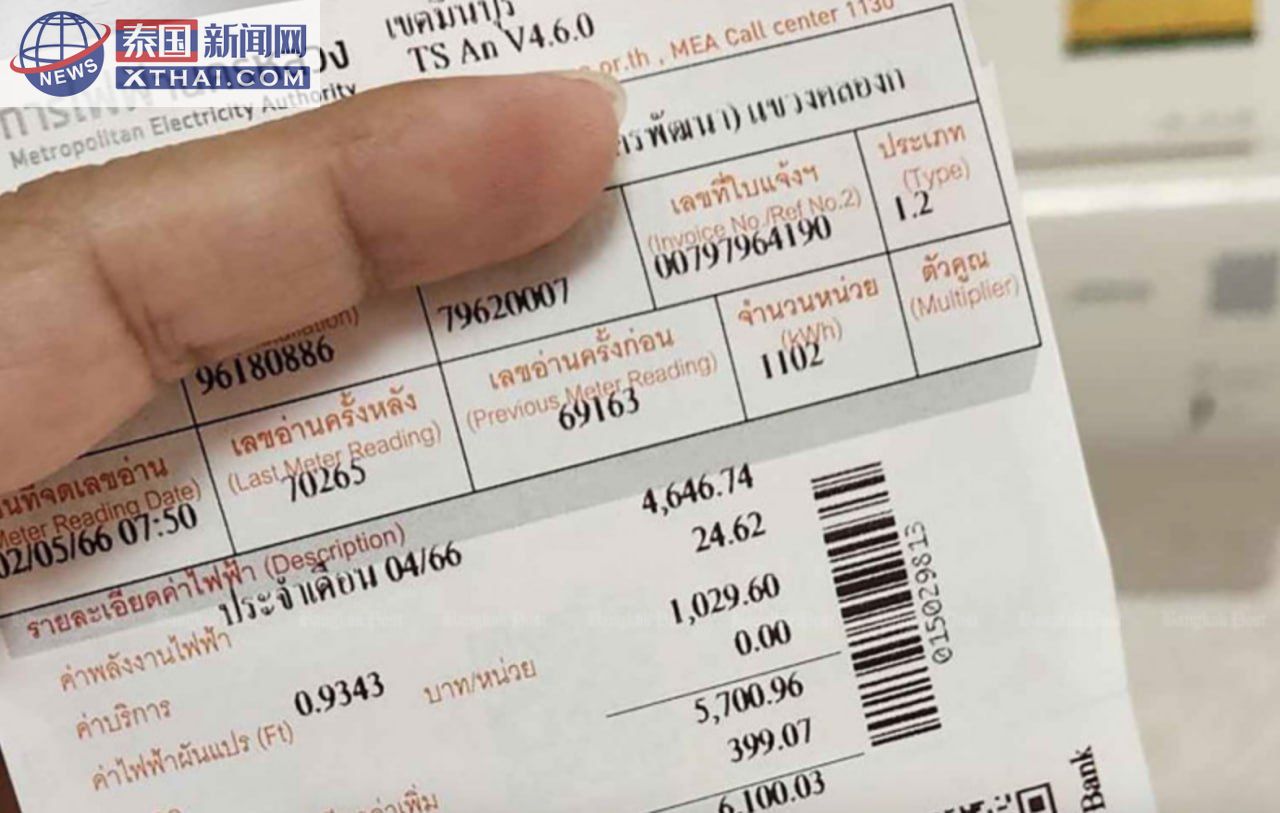 泰国新闻网
NEWS
XTHAI.COM
เขตมีนบุรี
TS An V4.6.0
or.th , MEA Call center 1130
Metropolitan Electricity Authority
แขวงคลอง
ประเภท
(Type)
1.2
เลขที่ใบแจ้งฯ
(Invoice No./Ref.No.2)
00797964190
79620007
96180886
ตัวคูณ
(Multiplier)
จำนวนหน่วย
(kWh)
1102
เลขอ่านครั้งก่อน
(Previous Meter Reading)
69163
เลขอ่านครั้งหลัง
(Last Meter Reading)
70265
วันที่จดเลขอ่าน
Meter Reading Date)
02/05/66 07:50
รายละเอียดค่าไฟฟ้า (Description)
ประจำเดือน 04/66
ค่าพลังงานไฟฟ้า 4,646.74
ค่าบริการ 24.62
ค่าไฟฟ้าผันแปร (Ft) 0.9343 บาท/หน่วย 1,029.60
0.00
5,700.96
399.07
6,100.03
015029813
Bank
Bangkok Post